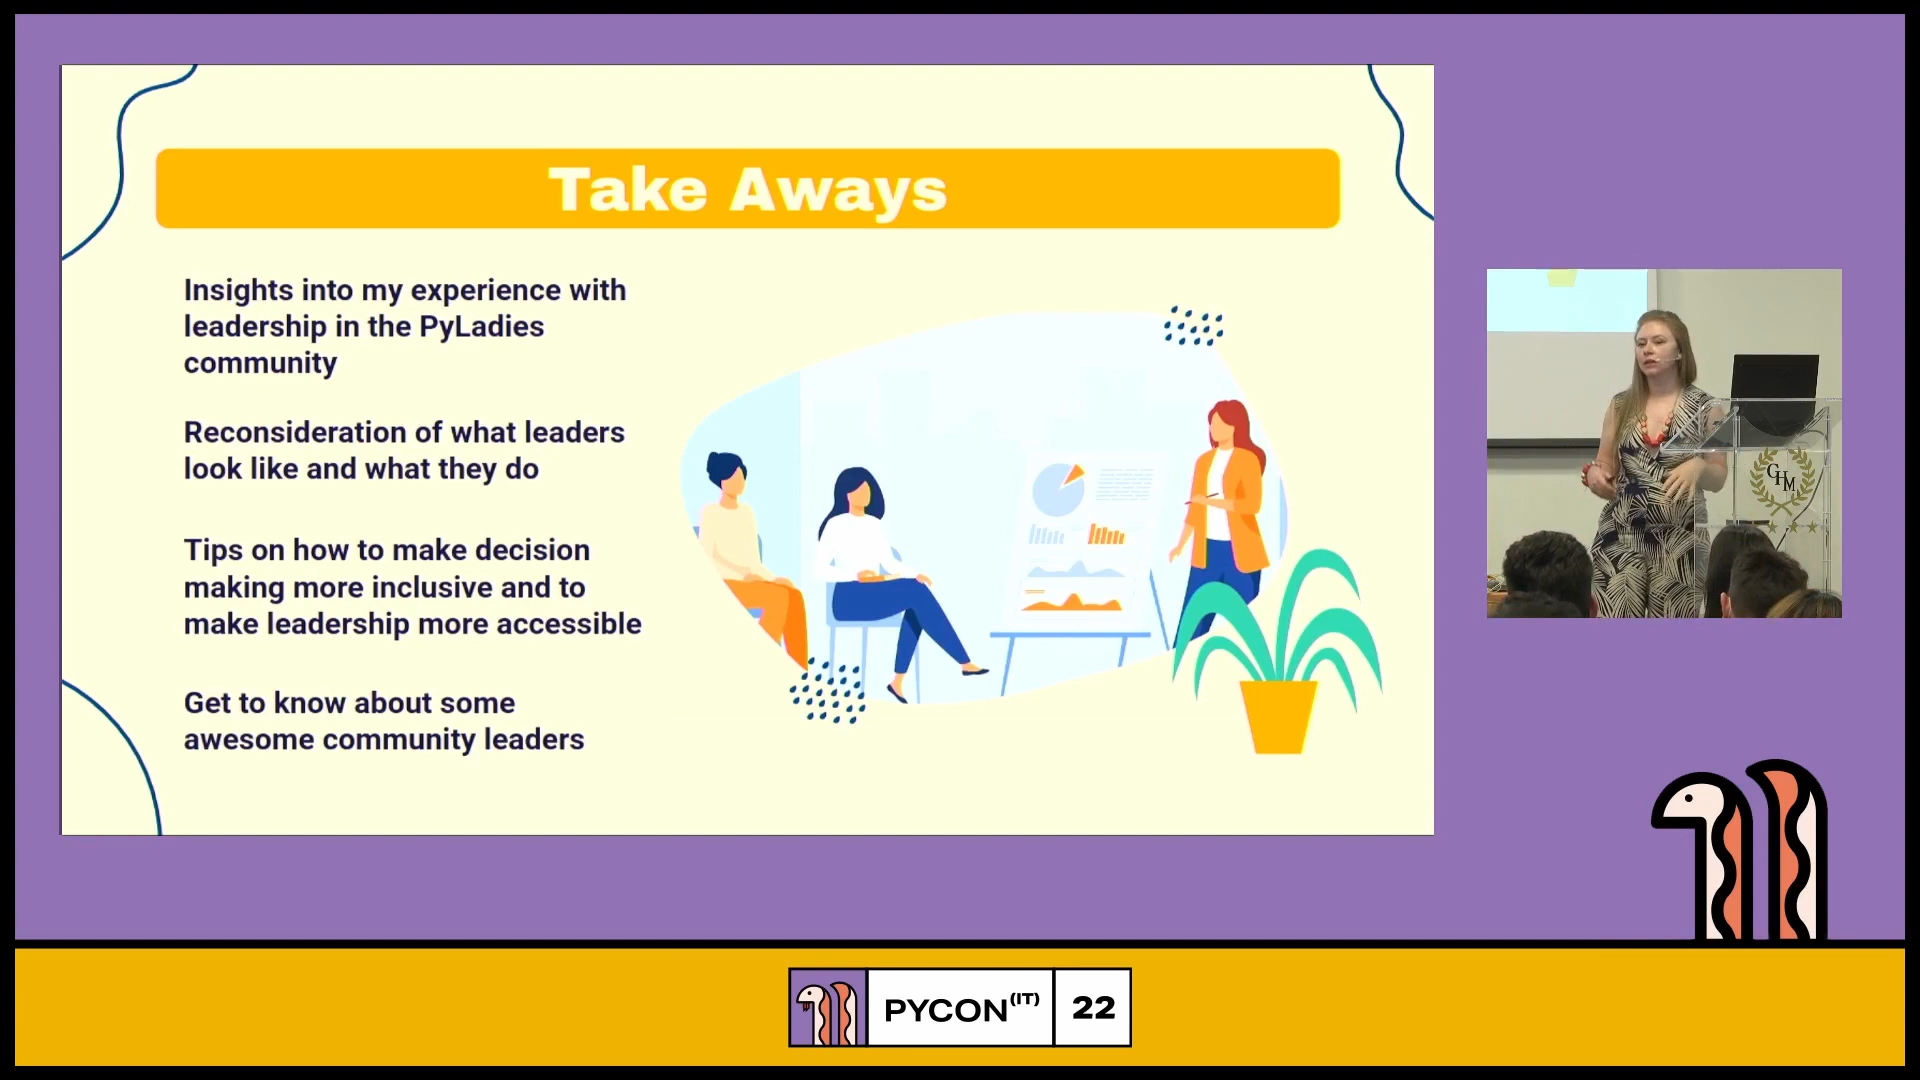 Take Aways
Insights into my experience with
leadership in the PyLadies
community
Reconsideration of what leaders
look like and what they do
Tips on how to make decision
making more inclusive and to
make leadership more accessible
Get to know about some
awesome community leaders
GHM
PYCON(IT) 22